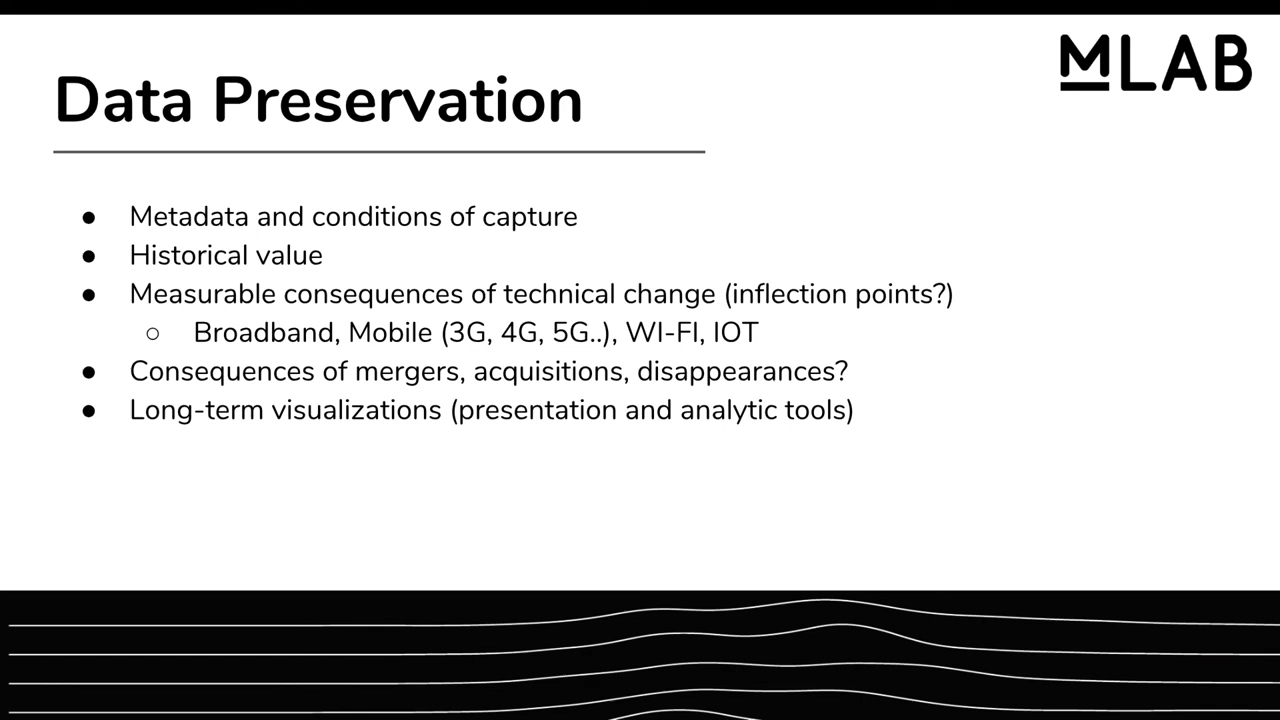 MLAB
Data Preservation
● Metadata and conditions of capture
● Historical value
● Measurable consequences of technical change (inflection points?)
○ Broadband, Mobile (3G, 4G, 5G..), WI-FI, IOT
● Consequences of mergers, acquisitions, disappearances?
● Long-term visualizations (presentation and analytic tools)